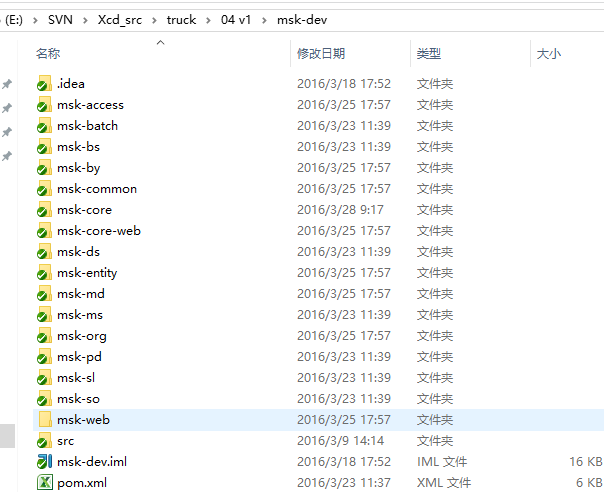 (E:) > SVN > Xcd_src > truck > 04 v1 > msk-dev
名称 修改日期 类型 大小
.idea 2016/3/18 17:52 文件夹
msk-access 2016/3/25 17:57 文件夹
msk-batch 2016/3/23 11:39 文件夹
msk-bs 2016/3/23 11:39 文件夹
msk-by 2016/3/25 17:57 文件夹
msk-common 2016/3/25 17:57 文件夹
msk-core 2016/3/28 9:17 文件夹
msk-core-web 2016/3/25 17:57 文件夹
msk-ds 2016/3/23 11:39 文件夹
msk-entity 2016/3/25 17:57 文件夹
msk-md 2016/3/25 17:57 文件夹
msk-ms 2016/3/23 11:39 文件夹
msk-org 2016/3/25 17:57 文件夹
msk-pd 2016/3/23 11:39 文件夹
msk-sl 2016/3/23 11:39 文件夹
msk-so 2016/3/23 11:39 文件夹
msk-web 2016/3/25 17:57 文件夹
src 2016/3/9 14:14 文件夹
msk-dev.iml 2016/3/18 17:52 IML 文件 16 KB
pom.xml 2016/3/23 11:37 XML 文件 6 KB